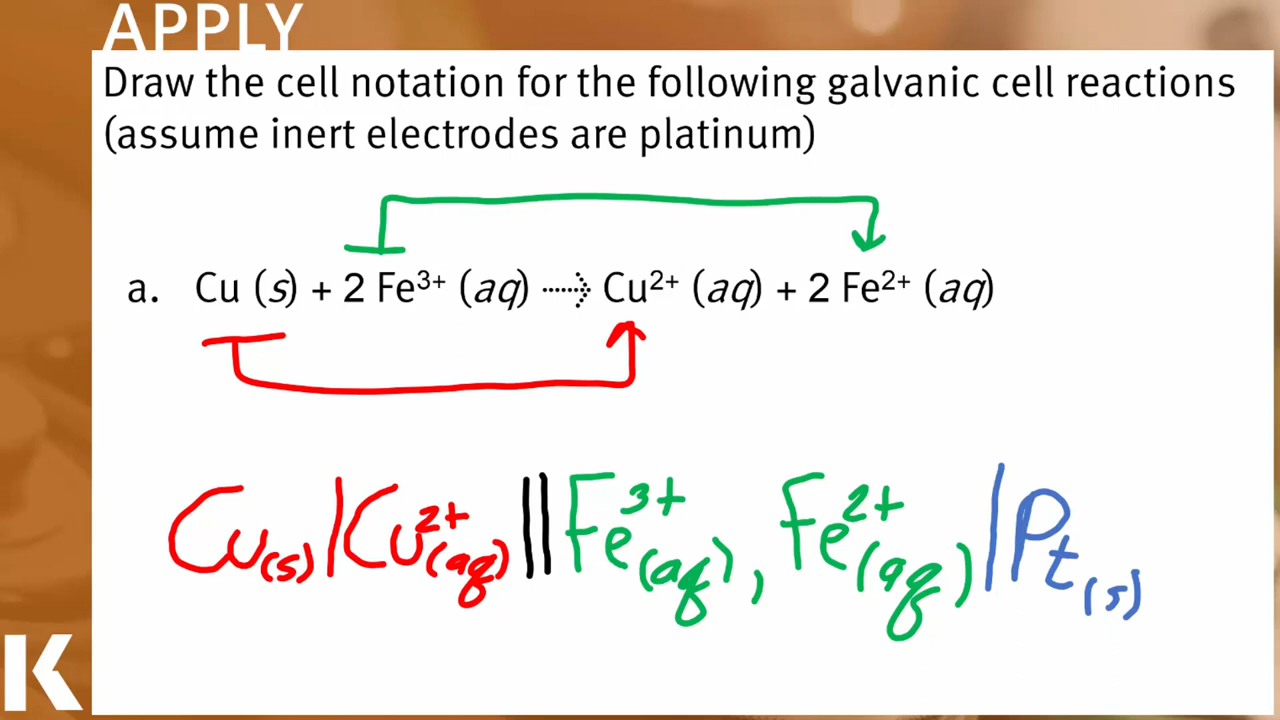 APPLY
Draw the cell notation for the following galvanic cell reactions
(assume inert electrodes are platinum)
a. Cu (s) + 2 Fe³⁺ (aq) ⇢ Cu²⁺ (aq) + 2 Fe²⁺ (aq)
Cu(s) | Cu²⁺(aq) || Fe³⁺(aq), Fe²⁺(aq) | Pt(s)
K